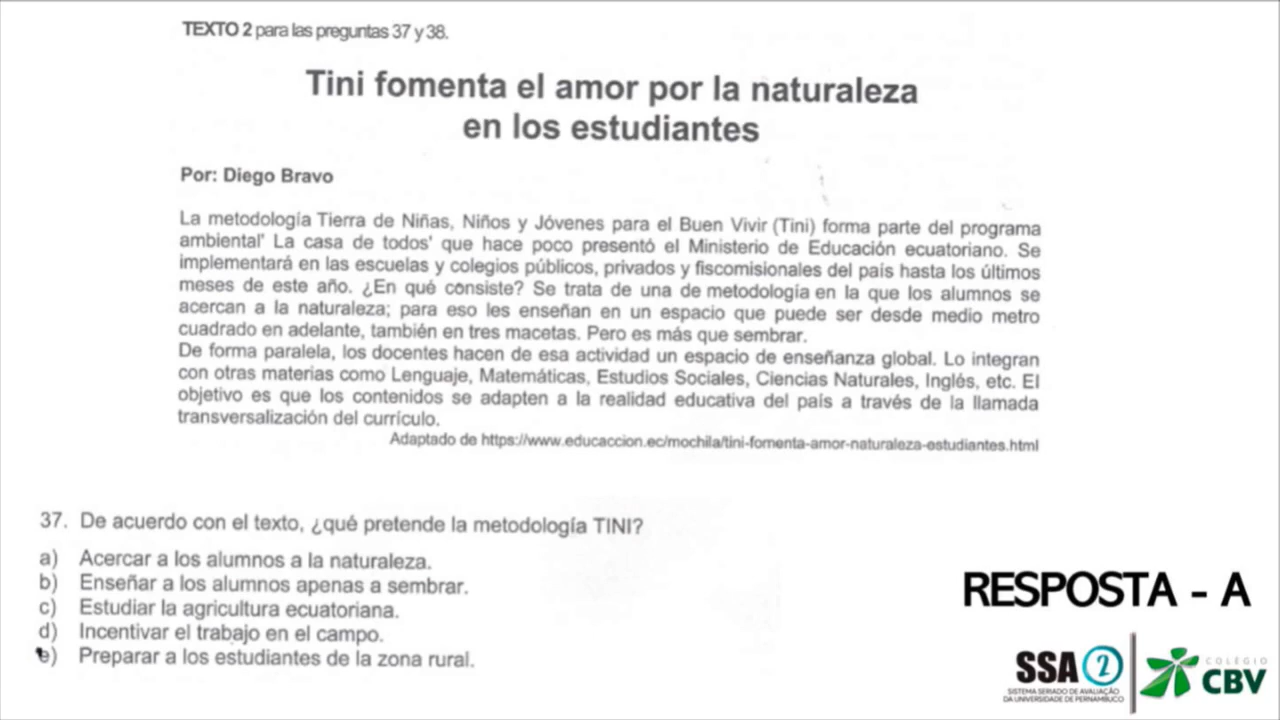 TEXTO 2 para las preguntas 37 y 38.
Tini fomenta el amor por la naturaleza
en los estudiantes
Por: Diego Bravo
La metodología Tierra de Niñas, Niños y Jóvenes para el Buen Vivir (Tini) forma parte del programa
ambiental' La casa de todos' que hace poco presentó el Ministerio de Educación ecuatoriano. Se
implementará en las escuelas y colegios públicos, privados y fiscomisionales del país hasta los últimos
meses de este año. ¿En qué consiste? Se trata de una de metodología en la que los alumnos se
acercan a la naturaleza; para eso les enseñan en un espacio que puede ser desde medio metro
cuadrado en adelante, también en tres macetas. Pero es más que sembrar.
De forma paralela, los docentes hacen de esa actividad un espacio de enseñanza global. Lo integran
con otras materias como Lenguaje, Matemáticas, Estudios Sociales, Ciencias Naturales, Inglés, etc. El
objetivo es que los contenidos se adapten a la realidad educativa del país a través de la llamada
transversalización del currículo.
Adaptado de https://www.educaccion.ec/mochila/tini-fomenta-amor-naturaleza-estudiantes.html
37. De acuerdo con el texto, ¿qué pretende la metodología TINI?
a) Acercar a los alumnos a la naturaleza.
b) Enseñar a los alumnos apenas a sembrar.
c) Estudiar la agricultura ecuatoriana.
d) Incentivar el trabajo en el campo.
e) Preparar a los estudiantes de la zona rural.
RESPOSTA - A
SSA 2
SISTEMA SERIADO DE AVALIAÇÃO
DA UNIVERSIDADE DE PERNAMBUCO
COLÉGIO
CBV